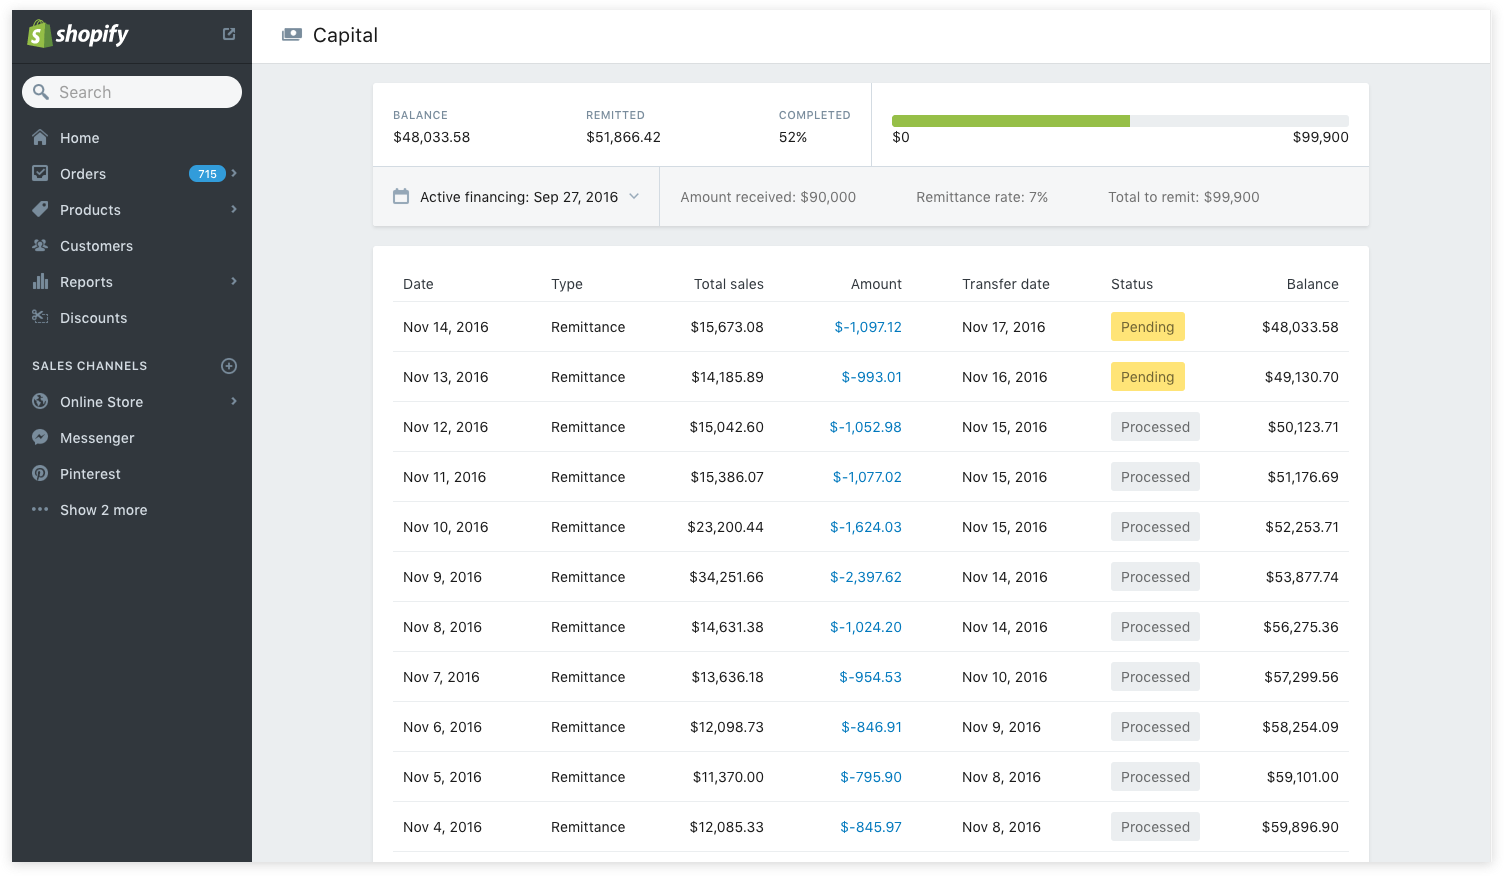 shopify
Capital
Search
Home
Orders 715
Products
Customers
Reports
Discounts
SALES CHANNELS
Online Store
Messenger
Pinterest
Show 2 more
BALANCE REMITTED COMPLETED
$48,033.58 $51,866.42 52% $0 $99,900
Active financing: Sep 27, 2016 Amount received: $90,000 Remittance rate: 7% Total to remit: $99,900
Date Type Total sales Amount Transfer date Status Balance
Nov 14, 2016 Remittance $15,673.08 $-1,097.12 Nov 17, 2016 Pending $48,033.58
Nov 13, 2016 Remittance $14,185.89 $-993.01 Nov 16, 2016 Pending $49,130.70
Nov 12, 2016 Remittance $15,042.60 $-1,052.98 Nov 15, 2016 Processed $50,123.71
Nov 11, 2016 Remittance $15,386.07 $-1,077.02 Nov 15, 2016 Processed $51,176.69
Nov 10, 2016 Remittance $23,200.44 $-1,624.03 Nov 15, 2016 Processed $52,253.71
Nov 9, 2016 Remittance $34,251.66 $-2,397.62 Nov 14, 2016 Processed $53,877.74
Nov 8, 2016 Remittance $14,631.38 $-1,024.20 Nov 14, 2016 Processed $56,275.36
Nov 7, 2016 Remittance $13,636.18 $-954.53 Nov 10, 2016 Processed $57,299.56
Nov 6, 2016 Remittance $12,098.73 $-846.91 Nov 9, 2016 Processed $58,254.09
Nov 5, 2016 Remittance $11,370.00 $-795.90 Nov 8, 2016 Processed $59,101.00
Nov 4, 2016 Remittance $12,085.33 $-845.97 Nov 8, 2016 Processed $59,896.90